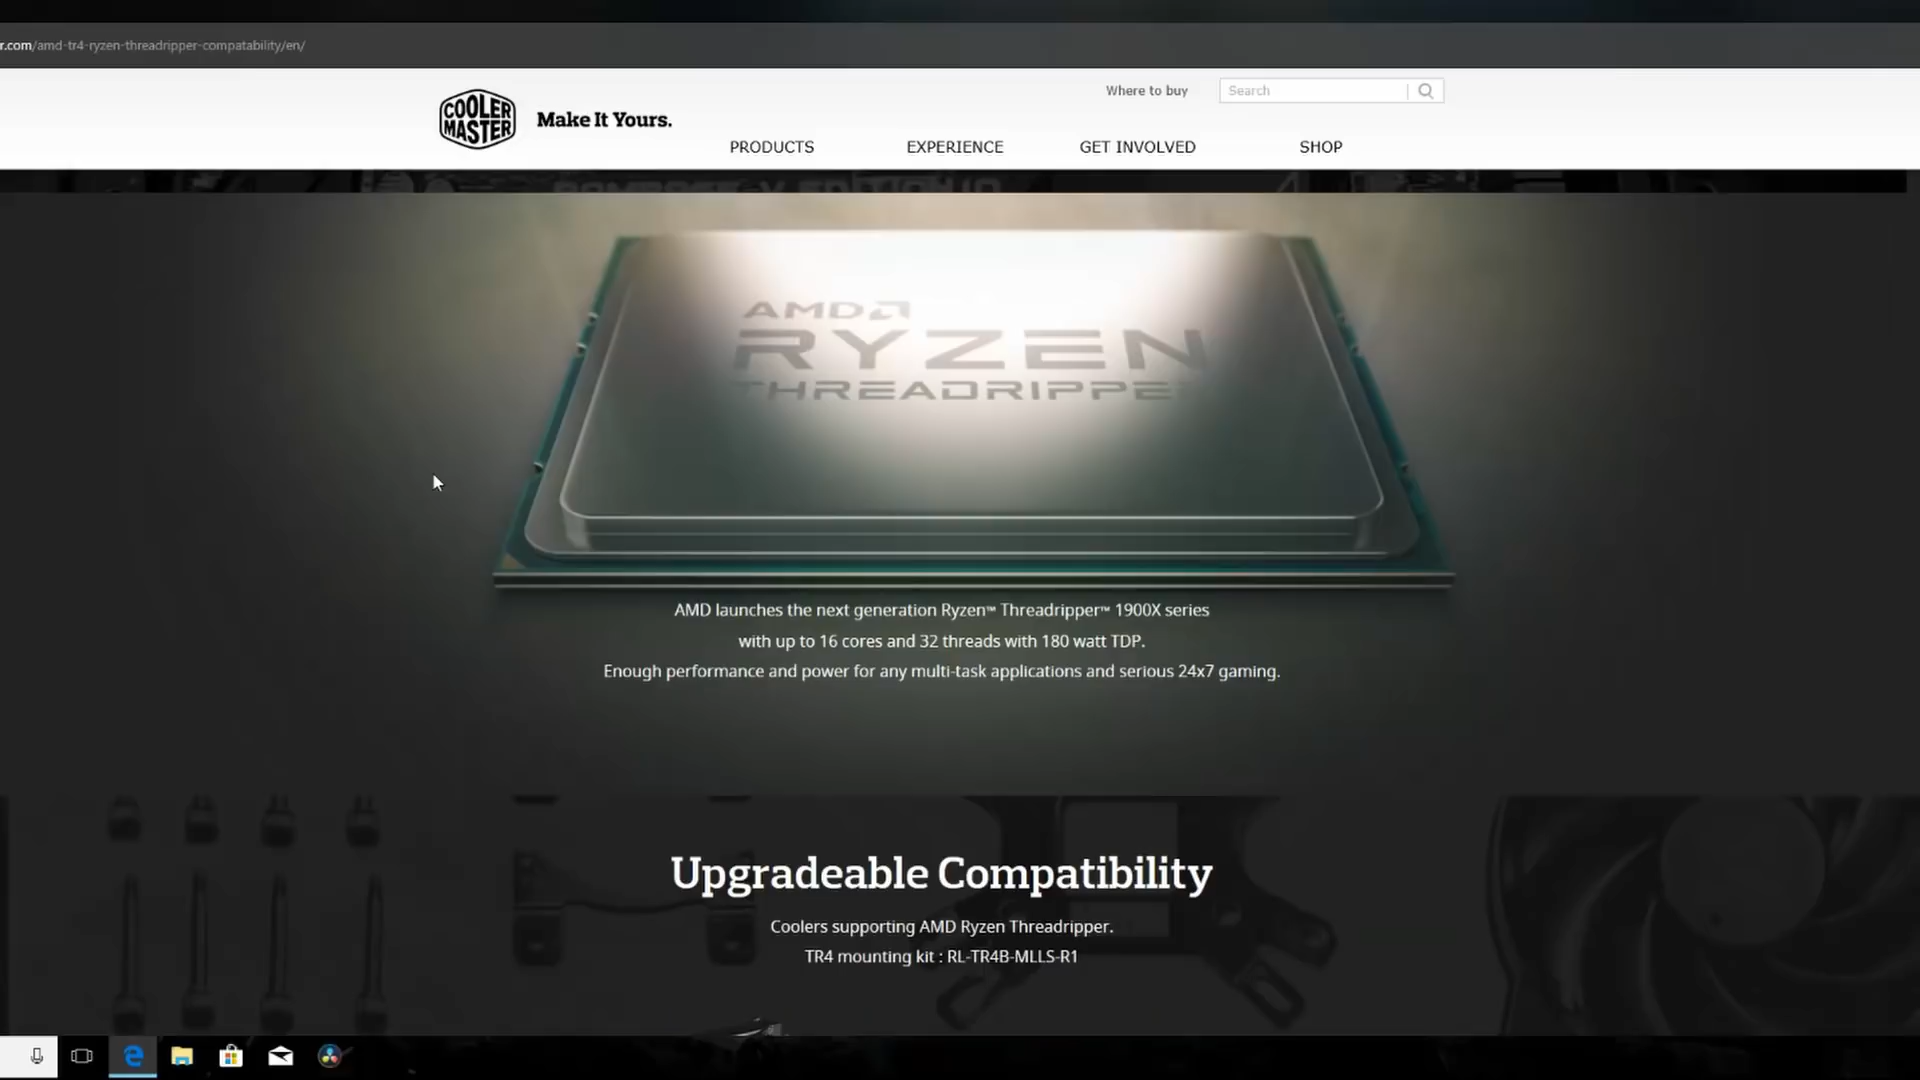 r.com/amd-tr4-ryzen-threadripper-compatability/en/
Where to buy
Search
COOLER
MASTER
Make It Yours.
PRODUCTS
EXPERIENCE
GET INVOLVED
SHOP
AMD
RYZEN
THREADRIPPE
AMD launches the next generation Ryzen™ Threadripper™ 1900X series
with up to 16 cores and 32 threads with 180 watt TDP.
Enough performance and power for any multi-task applications and serious 24x7 gaming.
Upgradeable Compatibility
Coolers supporting AMD Ryzen Threadripper.
TR4 mounting kit : RL-TR4B-MLLS-R1